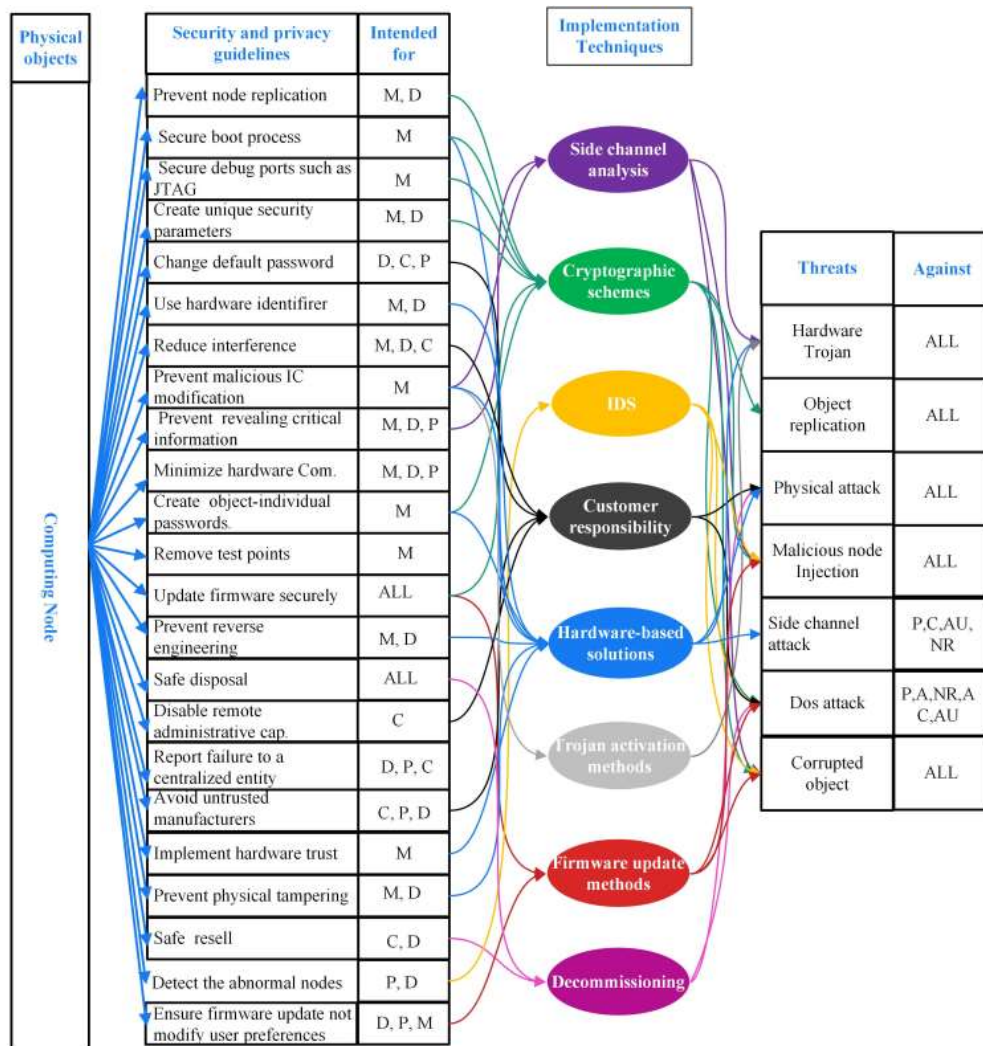 Physical
objects
Security and privacy
guidelines
Intended
for
Implementation
Techniques
Computing Node
Prevent node replication
M, D
Secure boot process
M
Secure debug ports such as
JTAG
M
Create unique security
parameters
M, D
Change default password
D, C, P
Use hardware identifirer
M, D
Reduce interference
M, D, C
Prevent malicious IC
modification
M
Prevent revealing critical
information
M, D, P
Minimize hardware Com.
M, D, P
Create object-individual
passwords.
M
Remove test points
M
Update firmware securely
ALL
Prevent reverse
engineering
M, D
Safe disposal
ALL
Disable remote
administrative cap.
C
Report failure to a
centralized entity
D, P, C
Avoid untrusted
manufacturers
C, P, D
Implement hardware trust
M
Prevent physical tampering
M, D
Safe resell
C, D
Detect the abnormal nodes
P, D
Ensure firmware update not
modify user preferences
D, P, M
Side channel
analysis
Cryptographic
schemes
IDS
Customer
responsibility
Hardware-based
solutions
Trojan activation
methods
Firmware update
methods
Decommissioning
Threats
Against
Hardware
Trojan
ALL
Object
replication
ALL
Physical attack
ALL
Malicious node
Injection
ALL
Side channel
attack
P,C,AU,
NR
Dos attack
P,A,NR,A
C,AU
Corrupted
object
ALL